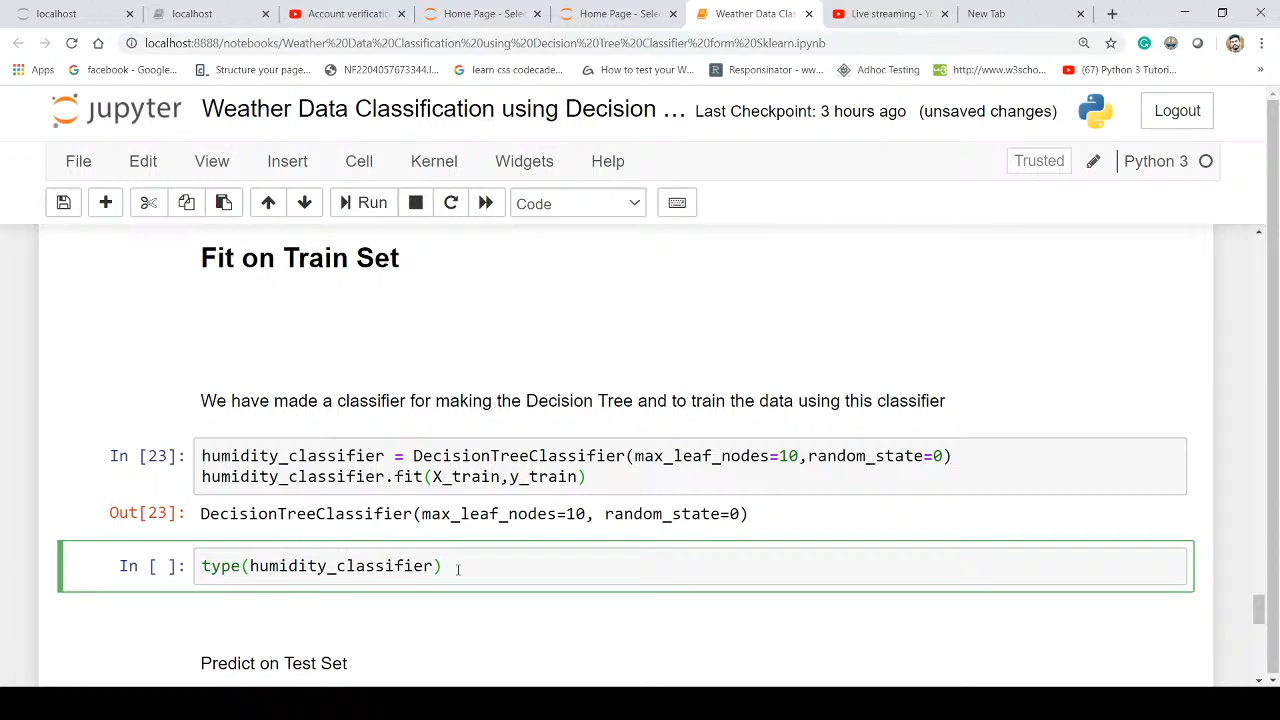 localhost
localhost
Account verificati
Home Page - Selec
Home Page - Selec
Weather Data Clas
Live streaming - Y
New Tab
localhost:8888/notebooks/Weather%20Data%20Classification%20using%20Decision%20Tree%20Classifier%20form%20Sklearn.ipynb
Apps
facebook - Google...
Structure your page...
NF2204057673344.I...
learn css codecade...
How to test your W...
Responsinator - ww...
Adhoc Testing
http://www.w3scho...
(67) Python 3 Tutori...
»
jupyter
Weather Data Classification using Decision ...
Last Checkpoint: 3 hours ago (unsaved changes)
Logout
File Edit View Insert Cell Kernel Widgets Help
Trusted
Python 3
Run
Code
Fit on Train Set
We have made a classifier for making the Decision Tree and to train the data using this classifier
In [23]: humidity_classifier = DecisionTreeClassifier(max_leaf_nodes=10,random_state=0)
humidity_classifier.fit(X_train,y_train)
Out[23]: DecisionTreeClassifier(max_leaf_nodes=10, random_state=0)
In [ ]: type(humidity_classifier)
Predict on Test Set